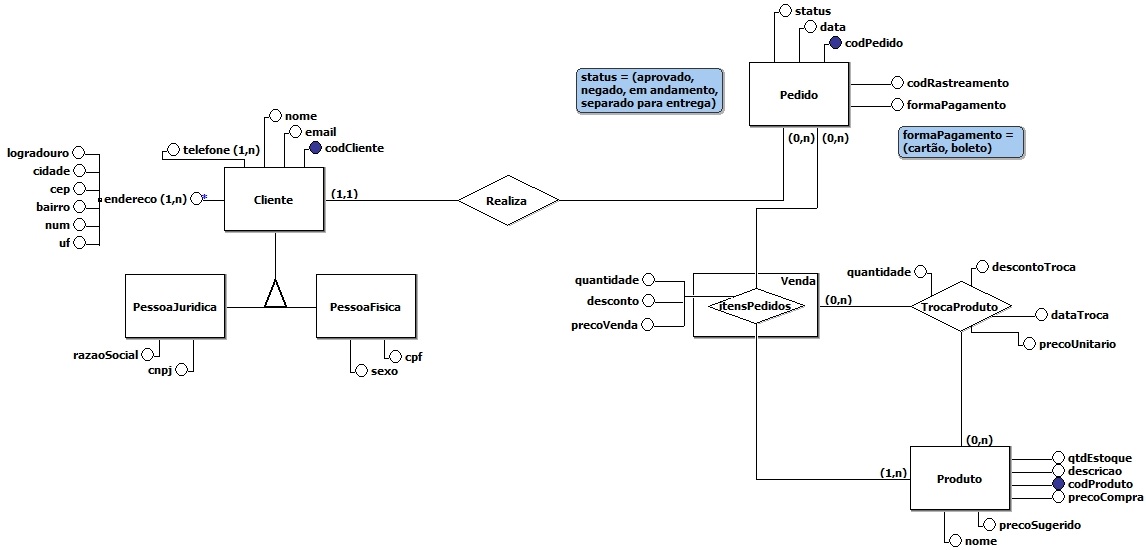 status
data
codPedido
status = (aprovado,
negado, em andamento,
separado para entrega)
Pedido
codRastreamento
formaPagamento
formaPagamento =
(cartão, boleto)
(0,n)
(0,n)
nome
email
codCliente
telefone (1,n)
logradouro
cidade
cep
bairro
num
uf
endereco (1,n)
*
Cliente
(1,1)
Realiza
PessoaJuridica
PessoaFisica
razaoSocial
cnpj
cpf
sexo
quantidade
desconto
precoVenda
Venda
itensPedidos
(0,n)
quantidade
descontoTroca
TrocaProduto
dataTroca
precoUnitario
(0,n)
(1,n)
Produto
qtdEstoque
descricao
codProduto
precoCompra
precoSugerido
nome